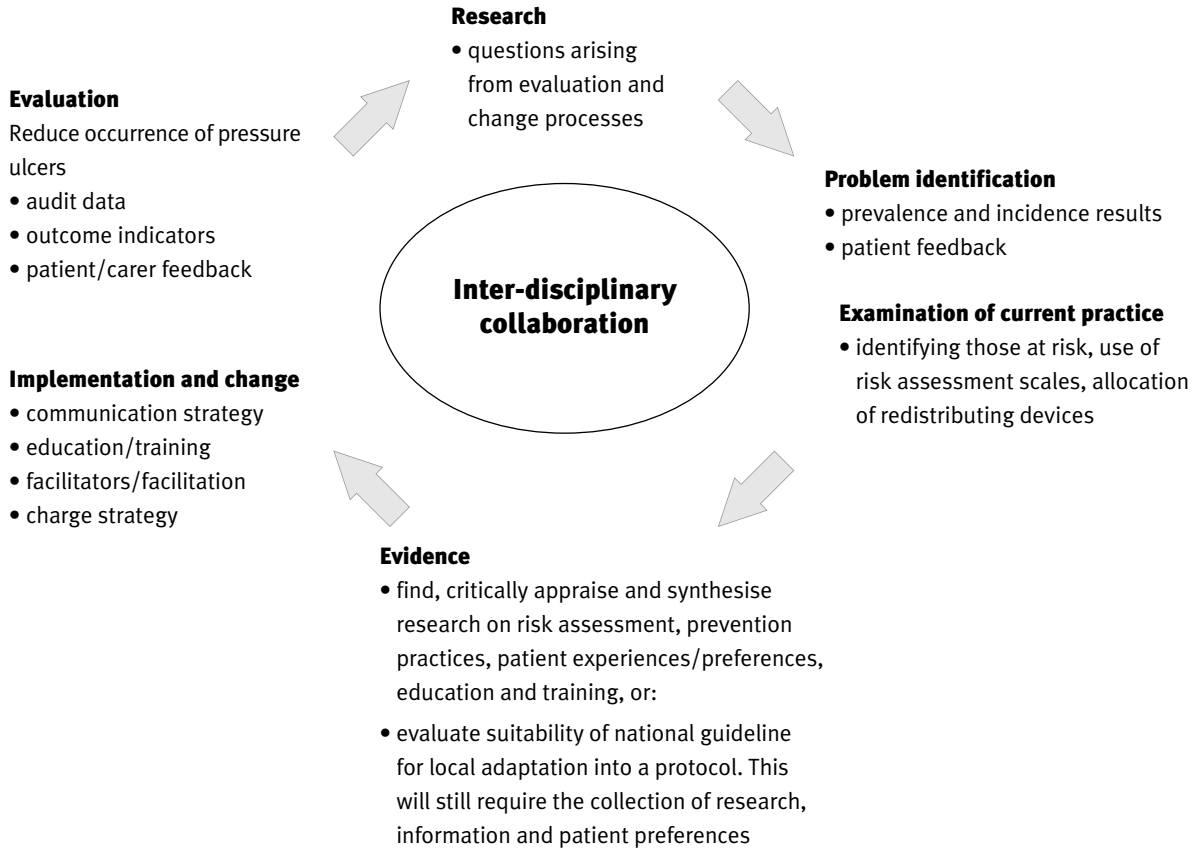 Research
• questions arising
from evaluation and
change processes
Problem identification
• prevalence and incidence results
• patient feedback
Examination of current practice
• identifying those at risk, use of
risk assessment scales, allocation
of redistributing devices
Evidence
• find, critically appraise and synthesise
research on risk assessment, prevention
practices, patient experiences/preferences,
education and training, or:
• evaluate suitability of national guideline
for local adaptation into a protocol. This
will still require the collection of research,
information and patient preferences
Implementation and change
• communication strategy
• education/training
• facilitators/facilitation
• charge strategy
Evaluation
Reduce occurrence of pressure
ulcers
• audit data
• outcome indicators
• patient/carer feedback
Inter-disciplinary
collaboration